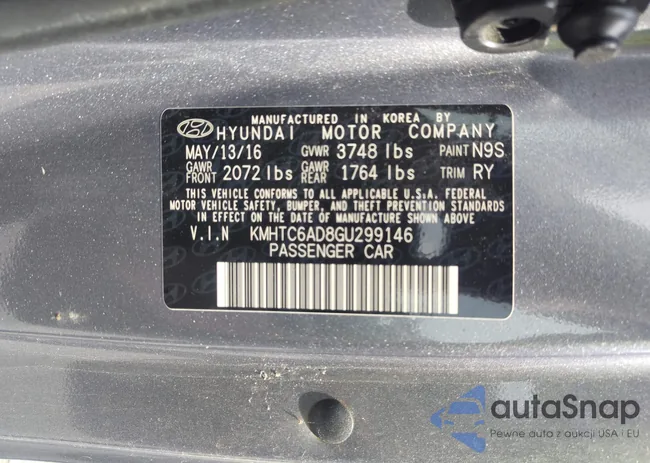 MANUFACTURED IN KOREA BY
HYUNDAI MOTOR COMPANY
MAY/13/16 GVWR 3748 lbs PAINT N9S
GAWR FRONT 2072 lbs GAWR REAR 1764 lbs TRIM RY
THIS VEHICLE CONFORMS TO ALL APPLICABLE U.S.A. FEDERAL
MOTOR VEHICLE SAFETY, BUMPER, AND THEFT PREVENTION STANDARDS
IN EFFECT ON THE DATE OF MANUFACTURE SHOWN ABOVE.
V.I.N KMHTC6AD8GU299146
PASSENGER CAR
autaSnap
Pewne auta z aukcji USA i EU